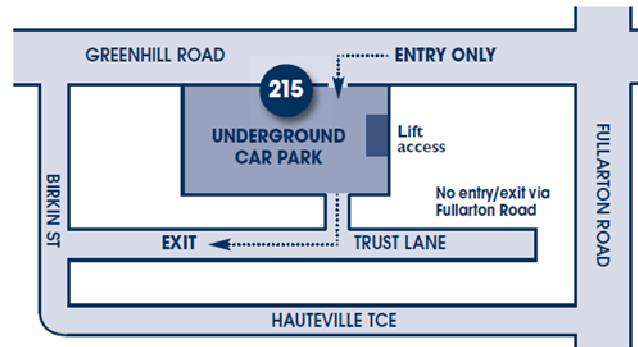 GREENHILL ROAD
ENTRY ONLY
215
UNDERGROUND
CAR PARK
Lift
access
No entry/exit via
Fullarton Road
FULLARTON ROAD
BIRKIN ST
EXIT
TRUST LANE
HAUTEVILLE TCE